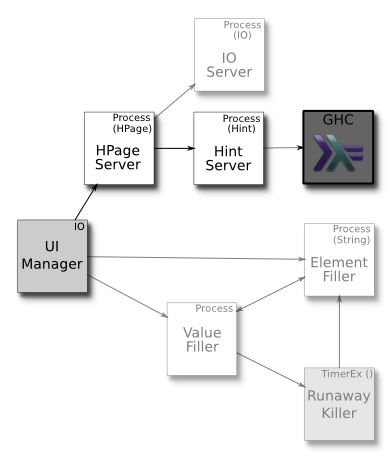 Process
(IO)
IO
Server
Process
(HPage)
HPage
Server
Process
(Hint)
Hint
Server
GHC
IO
UI
Manager
Process
(String)
Element
Filler
Process
Value
Filler
TimerEx ()
Runaway
Killer